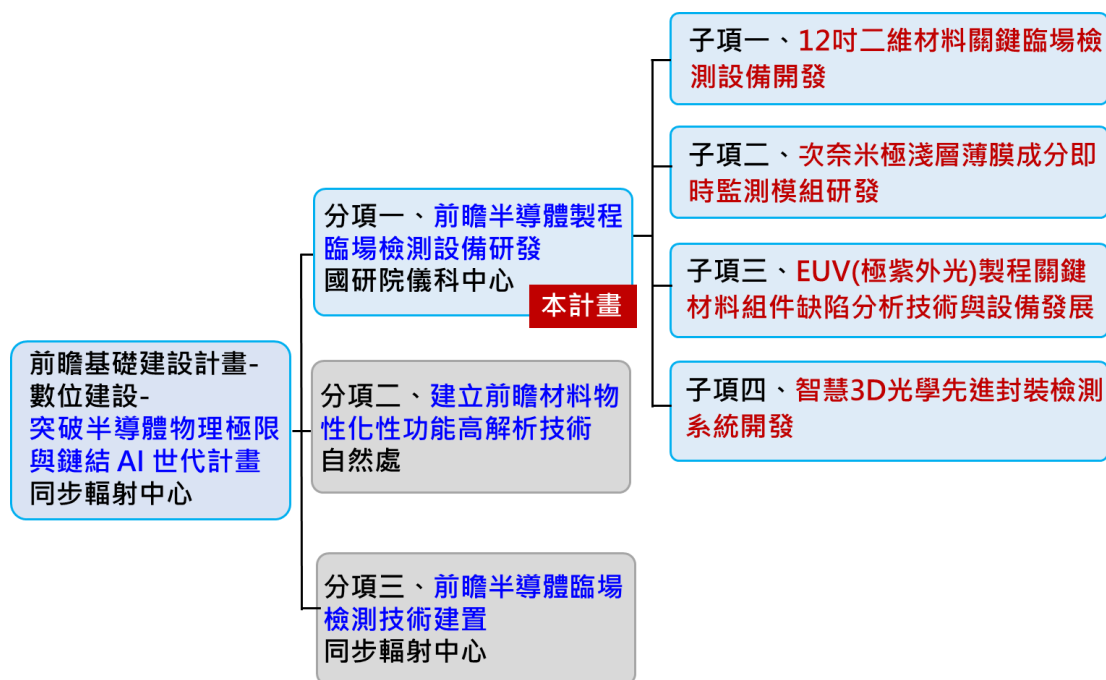 前瞻基礎建設計畫-
數位建設-
突破半導體物理極限
與鏈結 AI 世代計畫
同步輻射中心
分項一、前瞻半導體製程
臨場檢測設備研發
國研院儀科中心
本計畫
分項二、建立前瞻材料物
性化性功能高解析技術
自然處
分項三、前瞻半導體臨場
檢測技術建置
同步輻射中心
子項一、12吋二維材料關鍵臨場檢
測設備開發
子項二、次奈米極淺層薄膜成分即
時監測模組研發
子項三、EUV(極紫外光)製程關鍵
材料組件缺陷分析技術與設備發展
子項四、智慧3D光學先進封裝檢測
系統開發